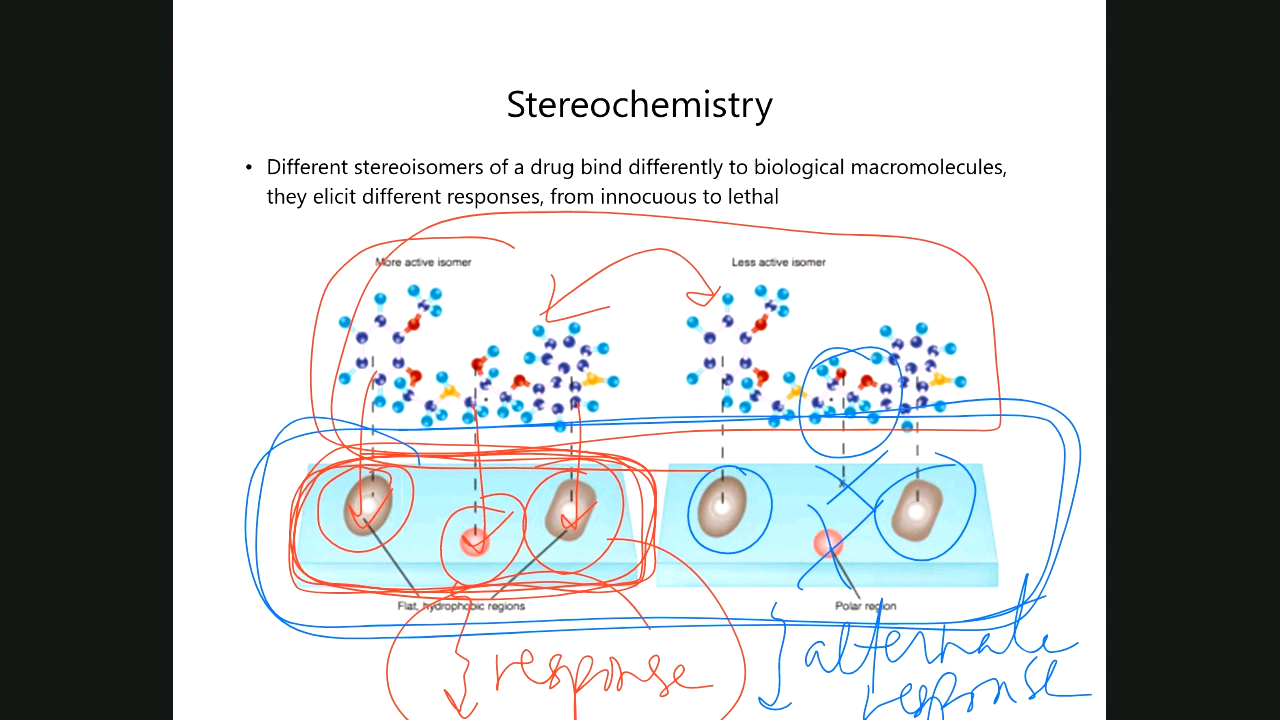 Stereochemistry
• Different stereoisomers of a drug bind differently to biological macromolecules,
they elicit different responses, from innocuous to lethal
More active isomer
Less active isomer
Flat, hydrophobic regions
Polar region
response
alternate
response